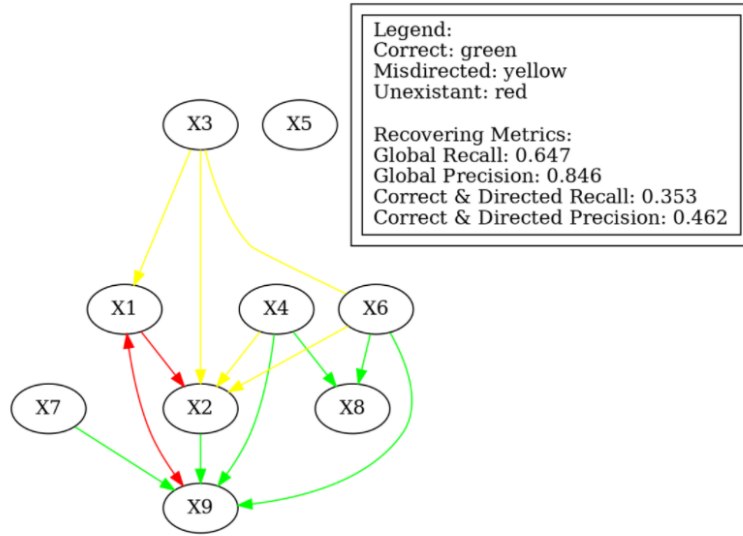 Legend:
Correct: green
Misdirected: yellow
Unexistant: red
Recovering Metrics:
Global Recall: 0.647
Global Precision: 0.846
Correct & Directed Recall: 0.353
Correct & Directed Precision: 0.462
X3
X5
X1
X4
X6
X7
X2
X8
X9